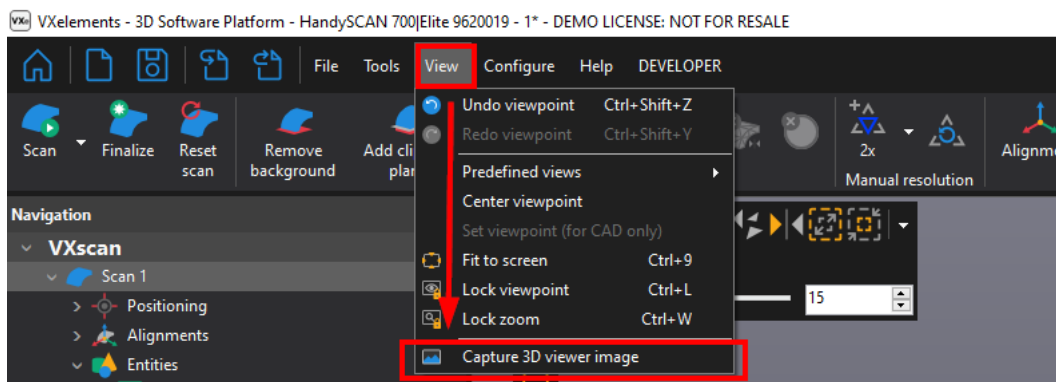 VXelements - 3D Software Platform - HandySCAN 700|Elite 9620019 - 1* - DEMO LICENSE: NOT FOR RESALE
File Tools View Configure Help DEVELOPER
Undo viewpoint Ctrl+Shift+Z
Redo viewpoint Ctrl+Shift+Y
Predefined views
Center viewpoint
Set viewpoint (for CAD only)
Fit to screen Ctrl+9
Lock viewpoint Ctrl+L
Lock zoom Ctrl+W
Capture 3D viewer image
Scan
Finalize
Reset
scan
Remove
background
Add cli
plan
2x
Manual resolution
Alignme
15
Navigation
VXscan
Scan 1
Positioning
Alignments
Entities